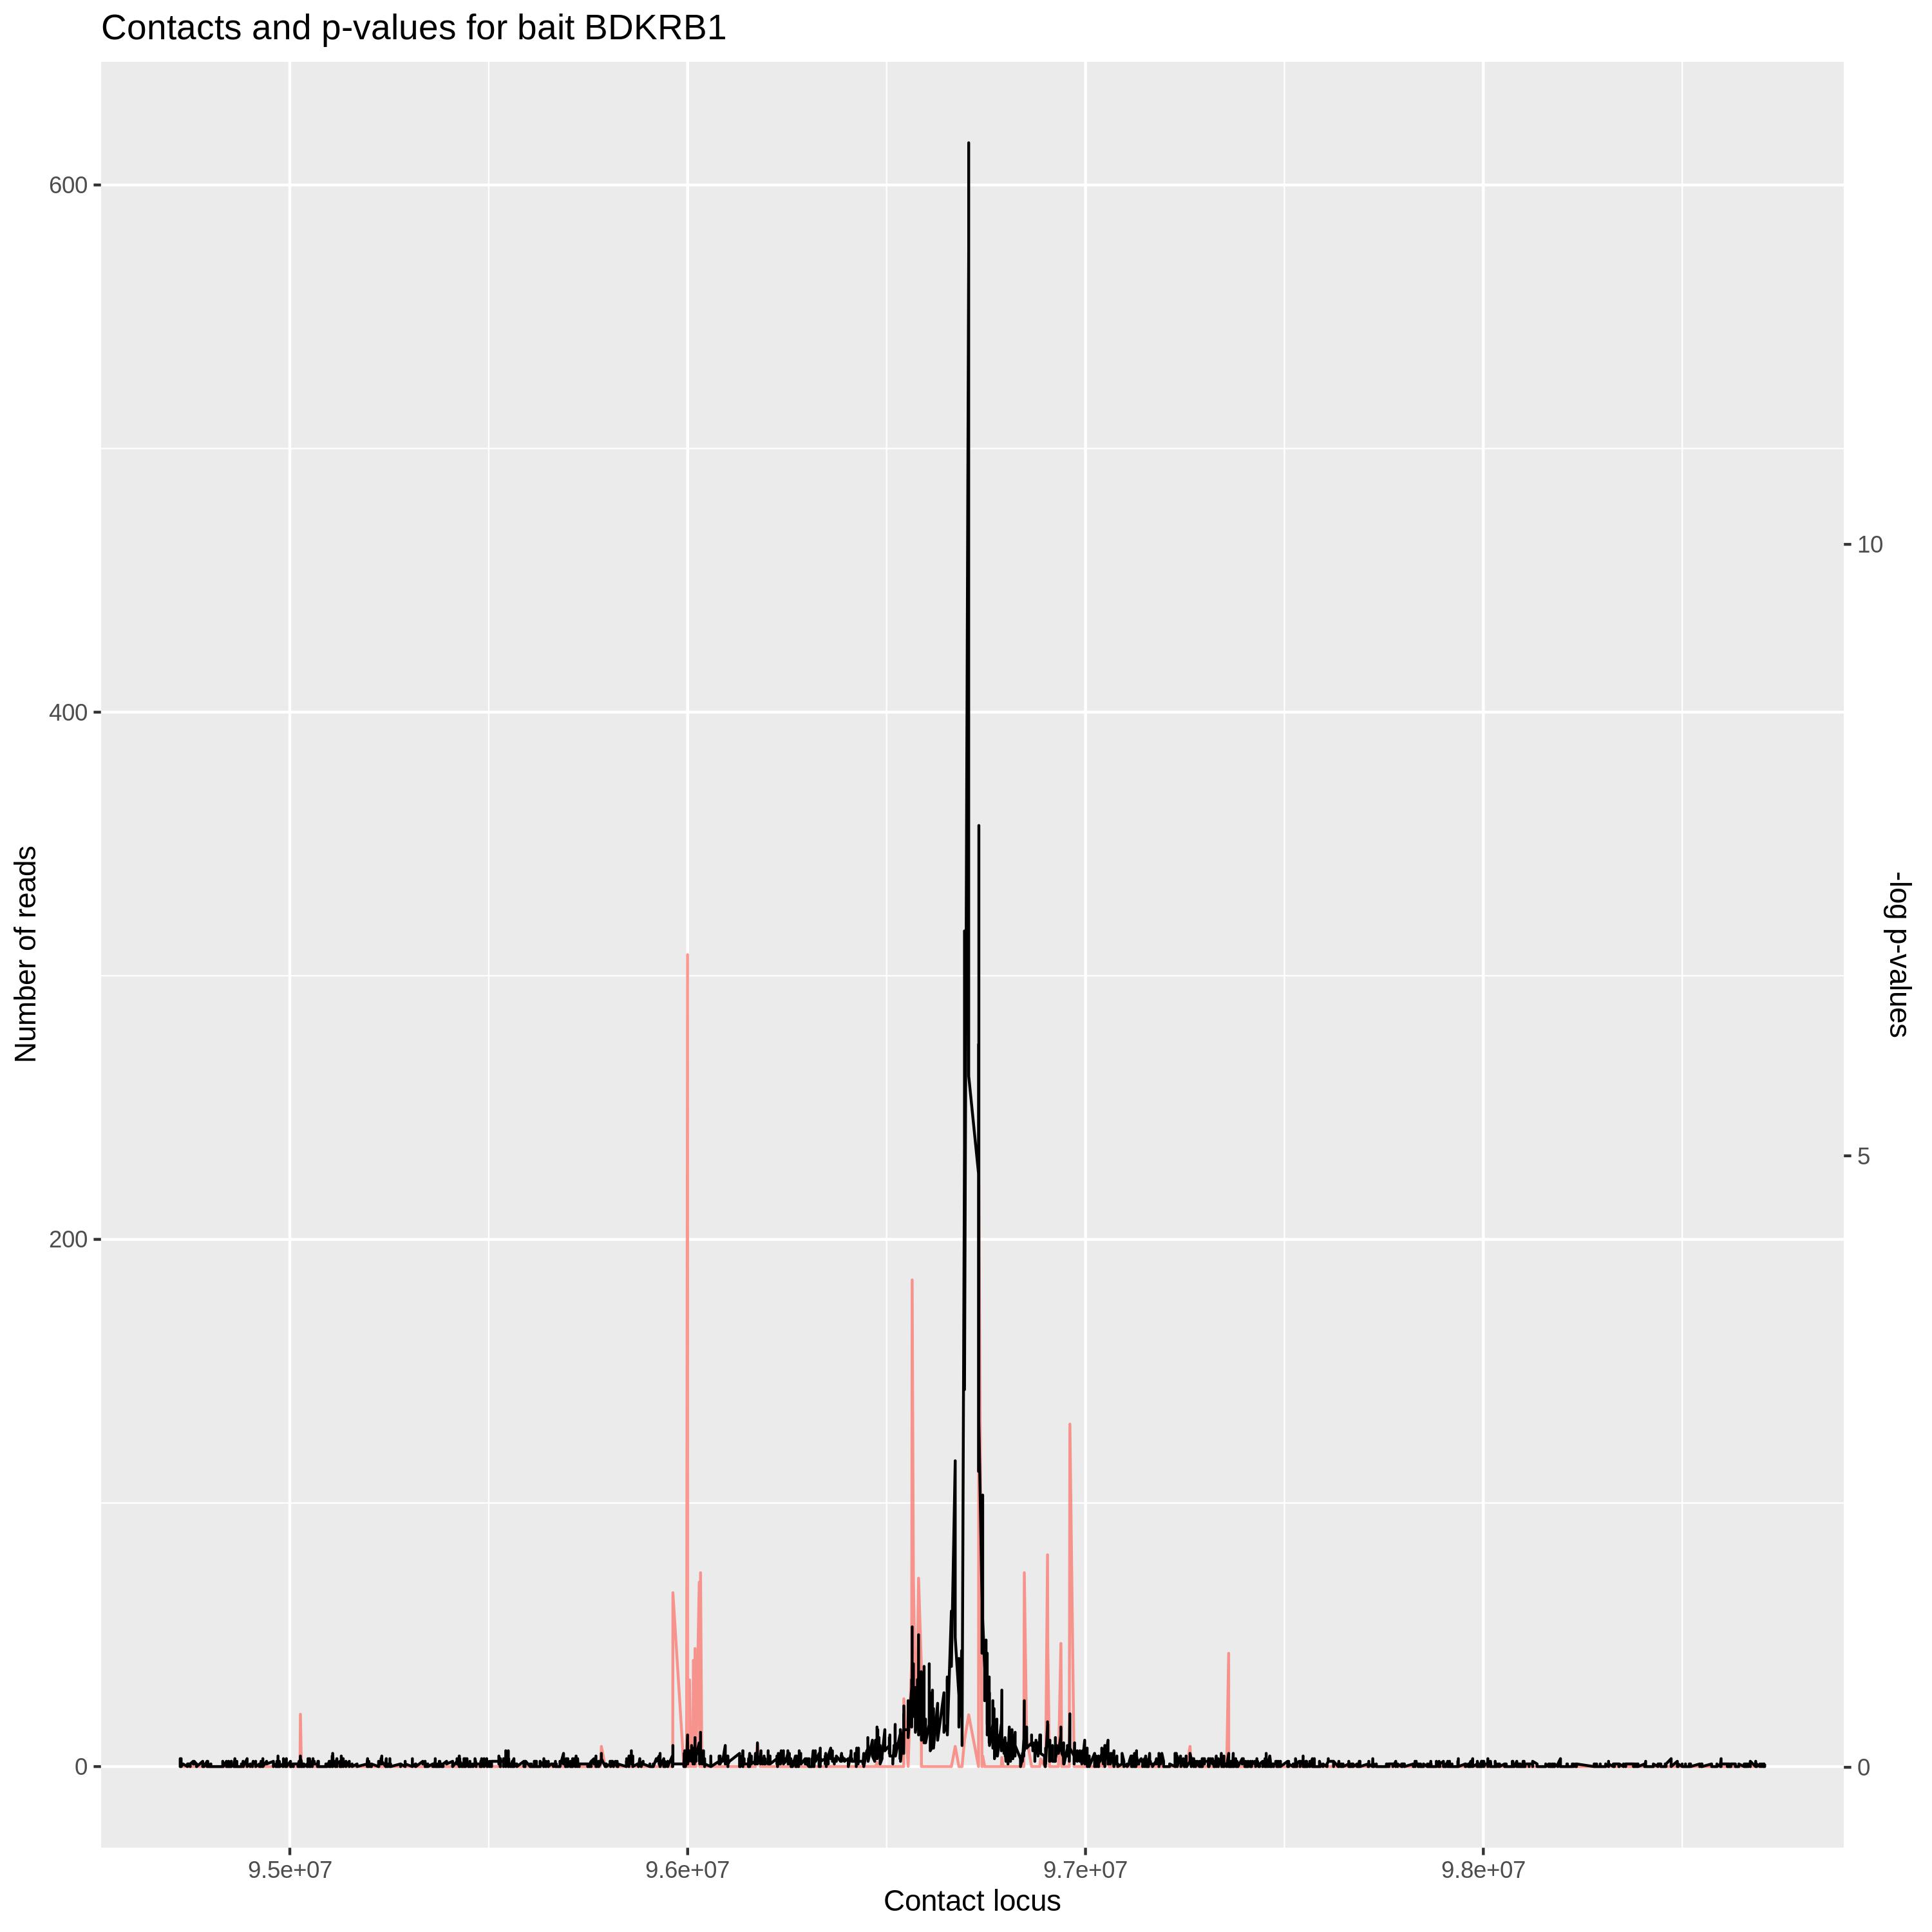 Contacts and p-values for bait BDKRB1
600
400
200
0
Number of reads
10
5
0
-log p-values
9.5e+07
9.6e+07
9.7e+07
9.8e+07
Contact locus